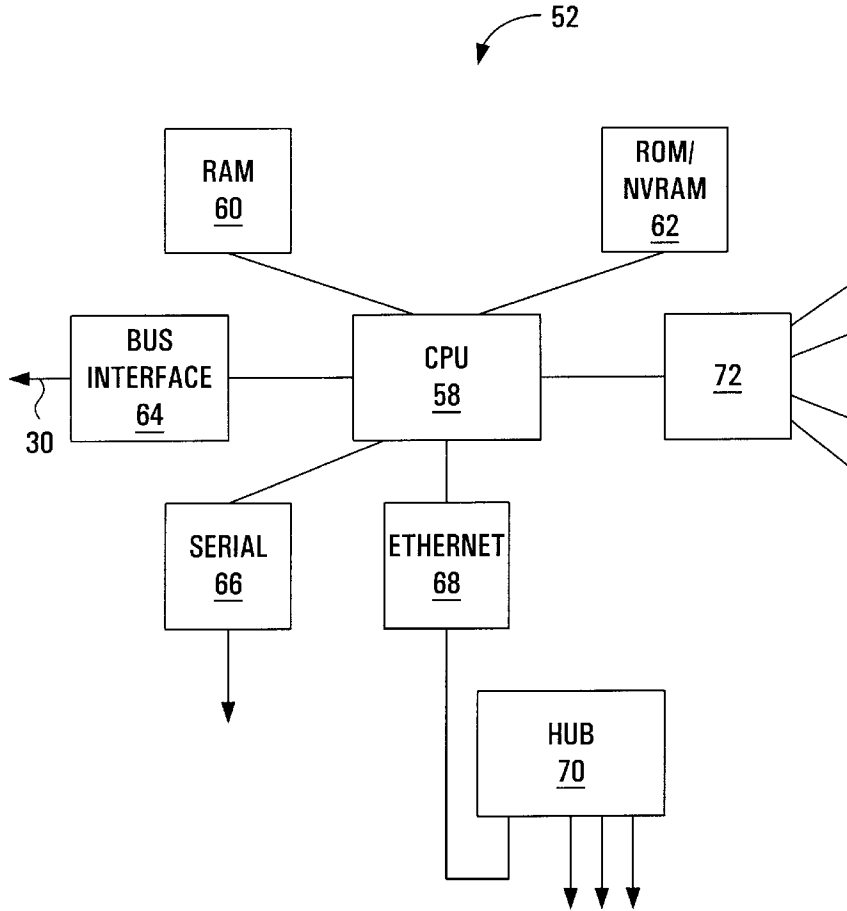 52
RAM
60
ROM/
NVRAM
62
BUS
INTERFACE
64
CPU
58
72
30
SERIAL
66
ETHERNET
68
HUB
70